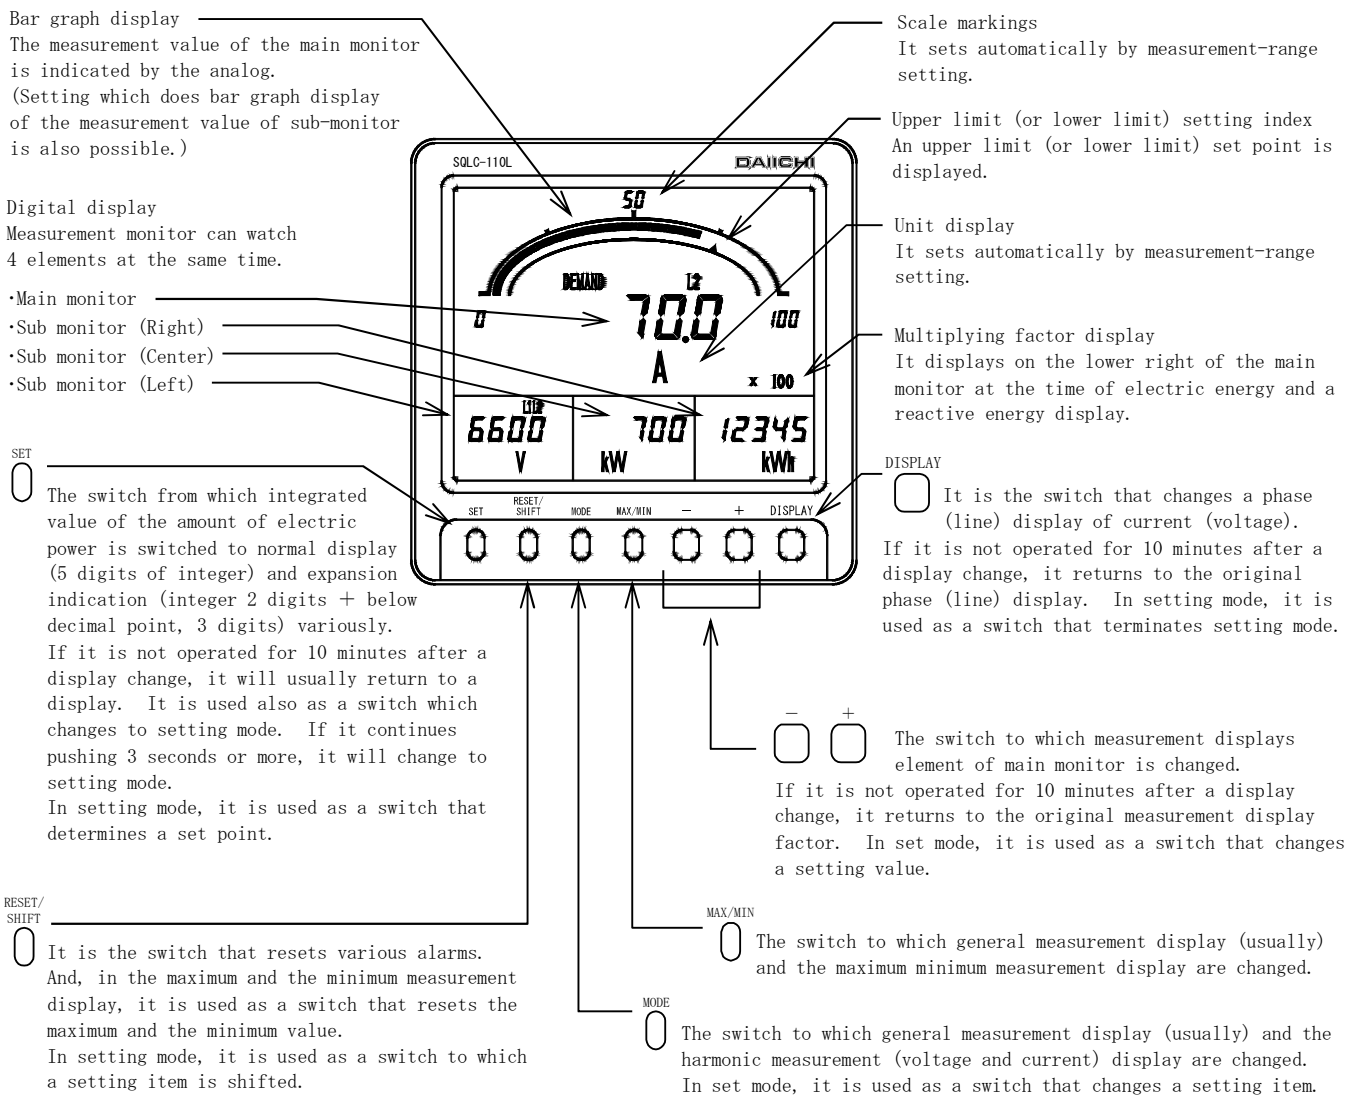 Bar graph display
The measurement value of the main monitor
is indicated by the analog.
(Setting which does bar graph display
of the measurement value of sub-monitor
is also possible.)
Digital display
Measurement monitor can watch
4 elements at the same time.
·Main monitor
·Sub monitor (Right)
·Sub monitor (Center)
·Sub monitor (Left)
Scale markings
It sets automatically by measurement-range
setting.
Upper limit (or lower limit) setting index
An upper limit (or lower limit) set point is
displayed.
Unit display
It sets automatically by measurement-range
setting.
Multiplying factor display
It displays on the lower right of the main
monitor at the time of electric energy and a
reactive energy display.
SQLC-110L
DAIICHI
50
DEMAND
L2
70.0
0
100
A
x 100
L1L2
6600
700
12345
V
kW
kWh
SET
RESET/
SHIFT
MODE
MAX/MIN
−
+
DISPLAY
SET
The switch from which integrated
value of the amount of electric
power is switched to normal display
(5 digits of integer) and expansion
indication (integer 2 digits + below
decimal point, 3 digits) variously.
If it is not operated for 10 minutes after a
display change, it will usually return to a
display. It is used also as a switch which
changes to setting mode. If it continues
pushing 3 seconds or more, it will change to
setting mode.
In setting mode, it is used as a switch that
determines a set point.
DISPLAY
It is the switch that changes a phase
(line) display of current (voltage).
If it is not operated for 10 minutes after a
display change, it returns to the original
phase (line) display. In setting mode, it is
used as a switch that terminates setting mode.
− +
The switch to which measurement displays
element of main monitor is changed.
If it is not operated for 10 minutes after a display
change, it returns to the original measurement display
factor. In set mode, it is used as a switch that changes
a setting value.
RESET/
SHIFT
It is the switch that resets various alarms.
And, in the maximum and the minimum measurement
display, it is used as a switch that resets the
maximum and the minimum value.
In setting mode, it is used as a switch to which
a setting item is shifted.
MAX/MIN
The switch to which general measurement display (usually)
and the maximum minimum measurement display are changed.
MODE
The switch to which general measurement display (usually) and the
harmonic measurement (voltage and current) display are changed.
In set mode, it is used as a switch that changes a setting item.